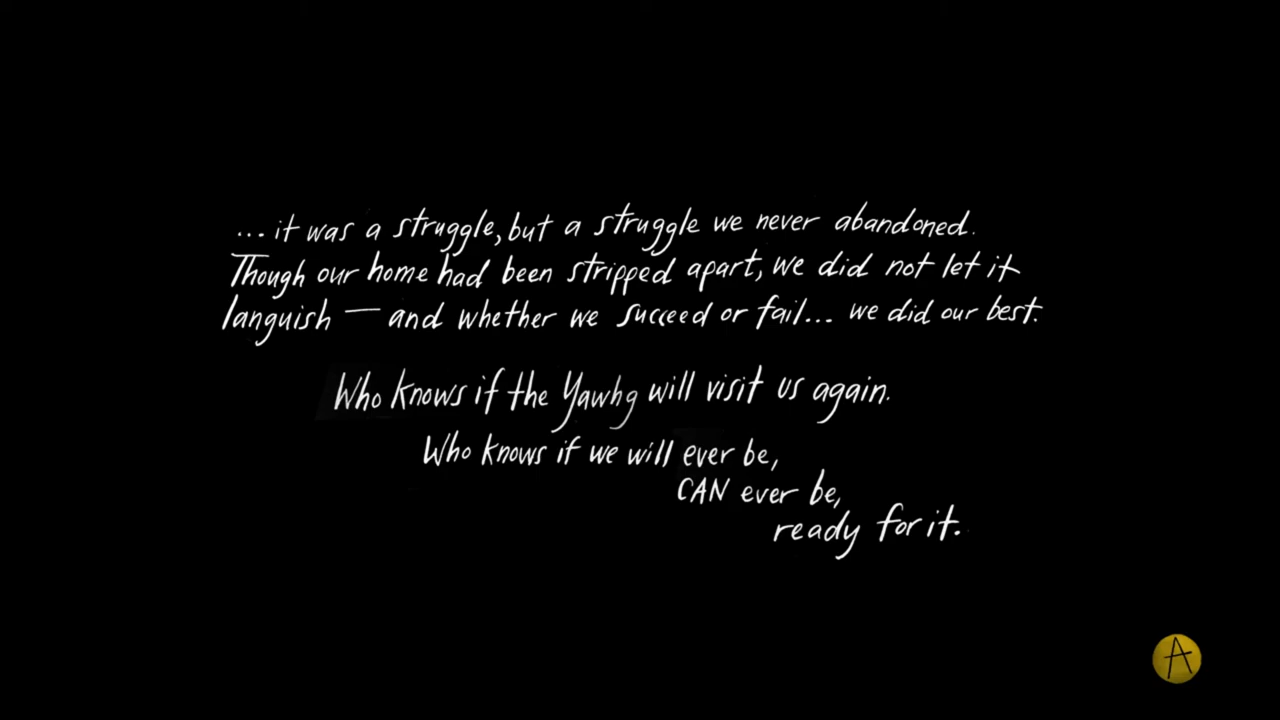 ...it was a struggle, but a struggle we never abandoned.
Though our home had been stripped apart, we did not let it
languish — and whether we succeed or fail... we did our best.
Who knows if the Yawhg will visit us again.
Who knows if we will ever be,
CAN ever be,
ready for it.
A